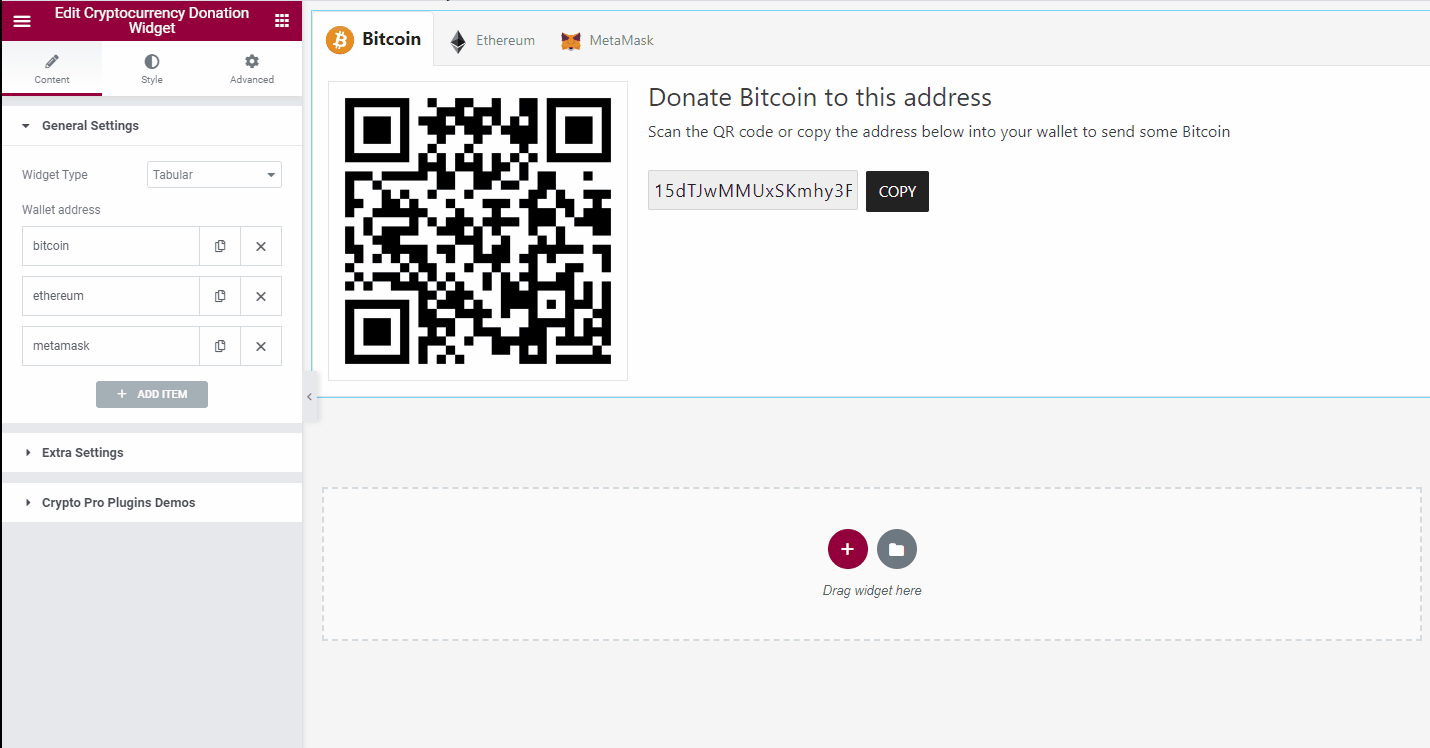 Edit Cryptocurrency Donation
Widget
Content
Style
Advanced
General Settings
Widget Type
Tabular
Wallet address
bitcoin
ethereum
metamask
ADD ITEM
Extra Settings
Crypto Pro Plugins Demos
Bitcoin
Ethereum
MetaMask
Donate Bitcoin to this address
Scan the QR code or copy the address below into your wallet to send some Bitcoin
15dTJwMMUxSKmhy3F
COPY
Drag widget here